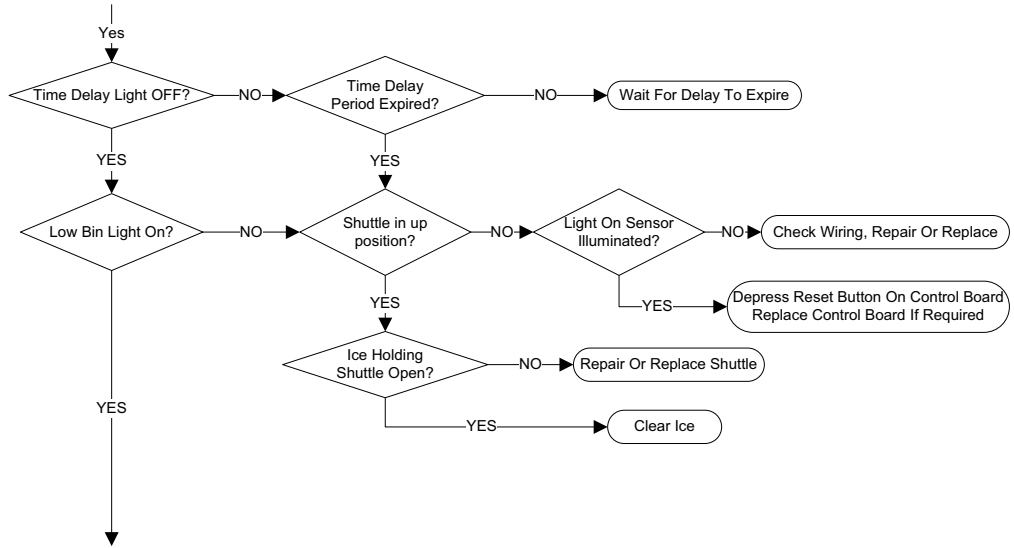 Yes
Time Delay Light OFF?
NO
Time Delay
Period Expired?
NO
Wait For Delay To Expire
YES
YES
Low Bin Light On?
NO
Shuttle in up
position?
NO
Light On Sensor
Illuminated?
NO
Check Wiring, Repair Or Replace
YES
YES
Depress Reset Button On Control Board
Replace Control Board If Required
Ice Holding
Shuttle Open?
NO
Repair Or Replace Shuttle
YES
YES
Clear Ice